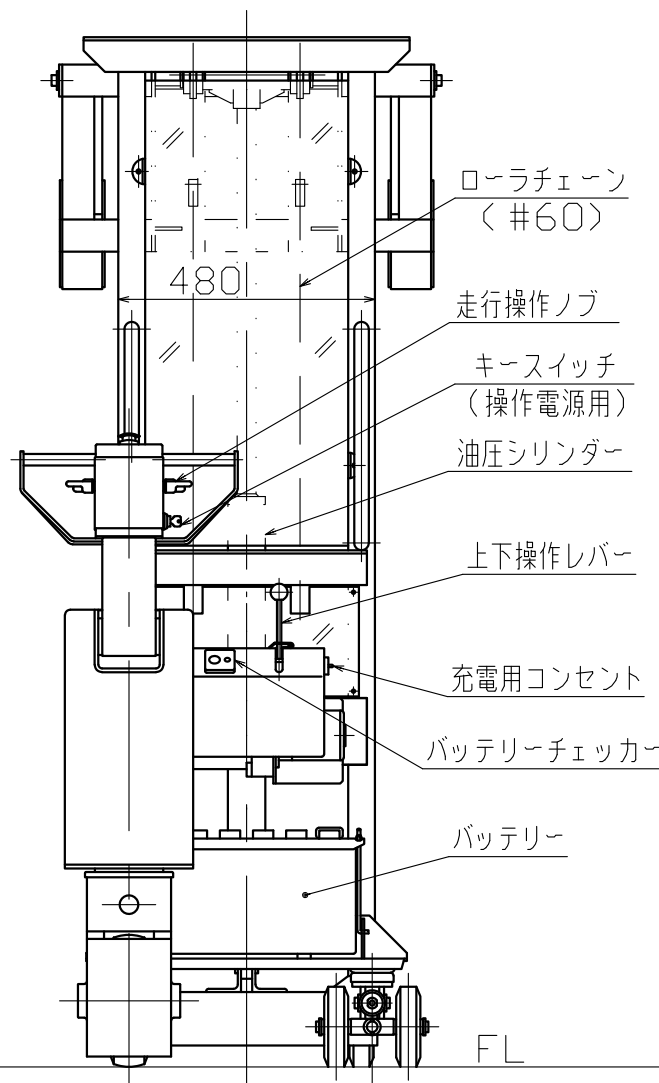 ローラチェーン
(#60)
480
走行操作ノブ
キースイッチ
(操作電源用)
油圧シリンダー
上下操作レバー
充電用コンセント
バッテリーチェッカー
バッテリー
FL